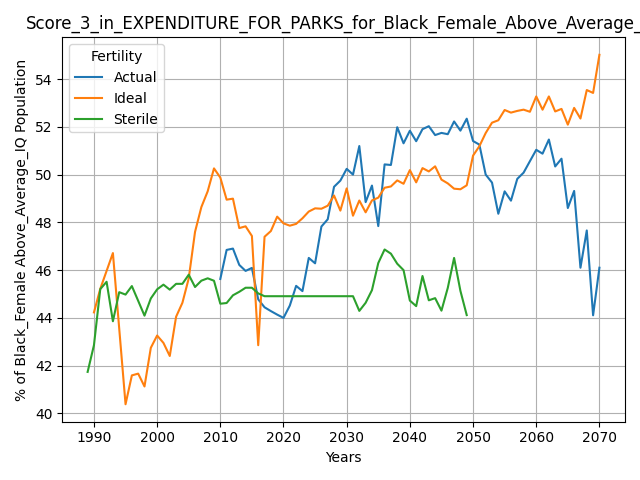 Score_3_in_EXPENDITURE_FOR_PARKS_for_Black_Female_Above_Average_
Fertility
Actual
Ideal
Sterile
% of Black_Female Above_Average_IQ Population
54
52
50
48
46
44
42
40
1990
2000
2010
2020
2030
2040
2050
2060
2070
Years